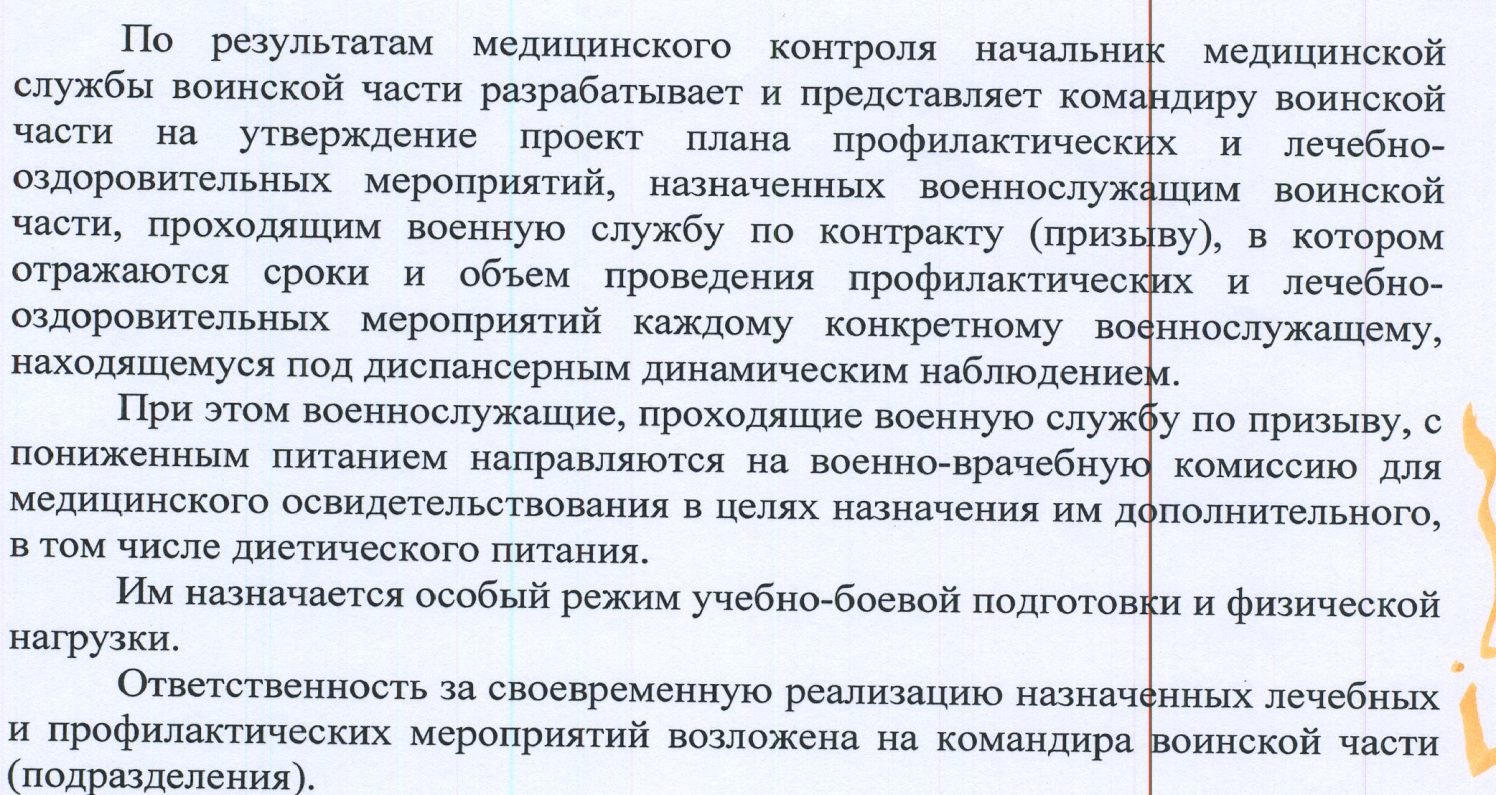 По результатам медицинского контроля начальник медицинской
службы воинской части разрабатывает и представляет командиру воинской
части на утверждение проект плана профилактических и лечебно-
оздоровительных мероприятий, назначенных военнослужащим воинской
части, проходящим военную службу по контракту (призыву), в котором
отражаются сроки и объем проведения профилактических и лечебно-
оздоровительных мероприятий каждому конкретному военнослужащему,
находящемуся под диспансерным динамическим наблюдением.
При этом военнослужащие, проходящие военную службу по призыву, с
пониженным питанием направляются на военно-врачебную комиссию для
медицинского освидетельствования в целях назначения им дополнительного,
в том числе диетического питания.
Им назначается особый режим учебно-боевой подготовки и физической
нагрузки.
Ответственность за своевременную реализацию назначенных лечебных
и профилактических мероприятий возложена на командира воинской части
(подразделения).